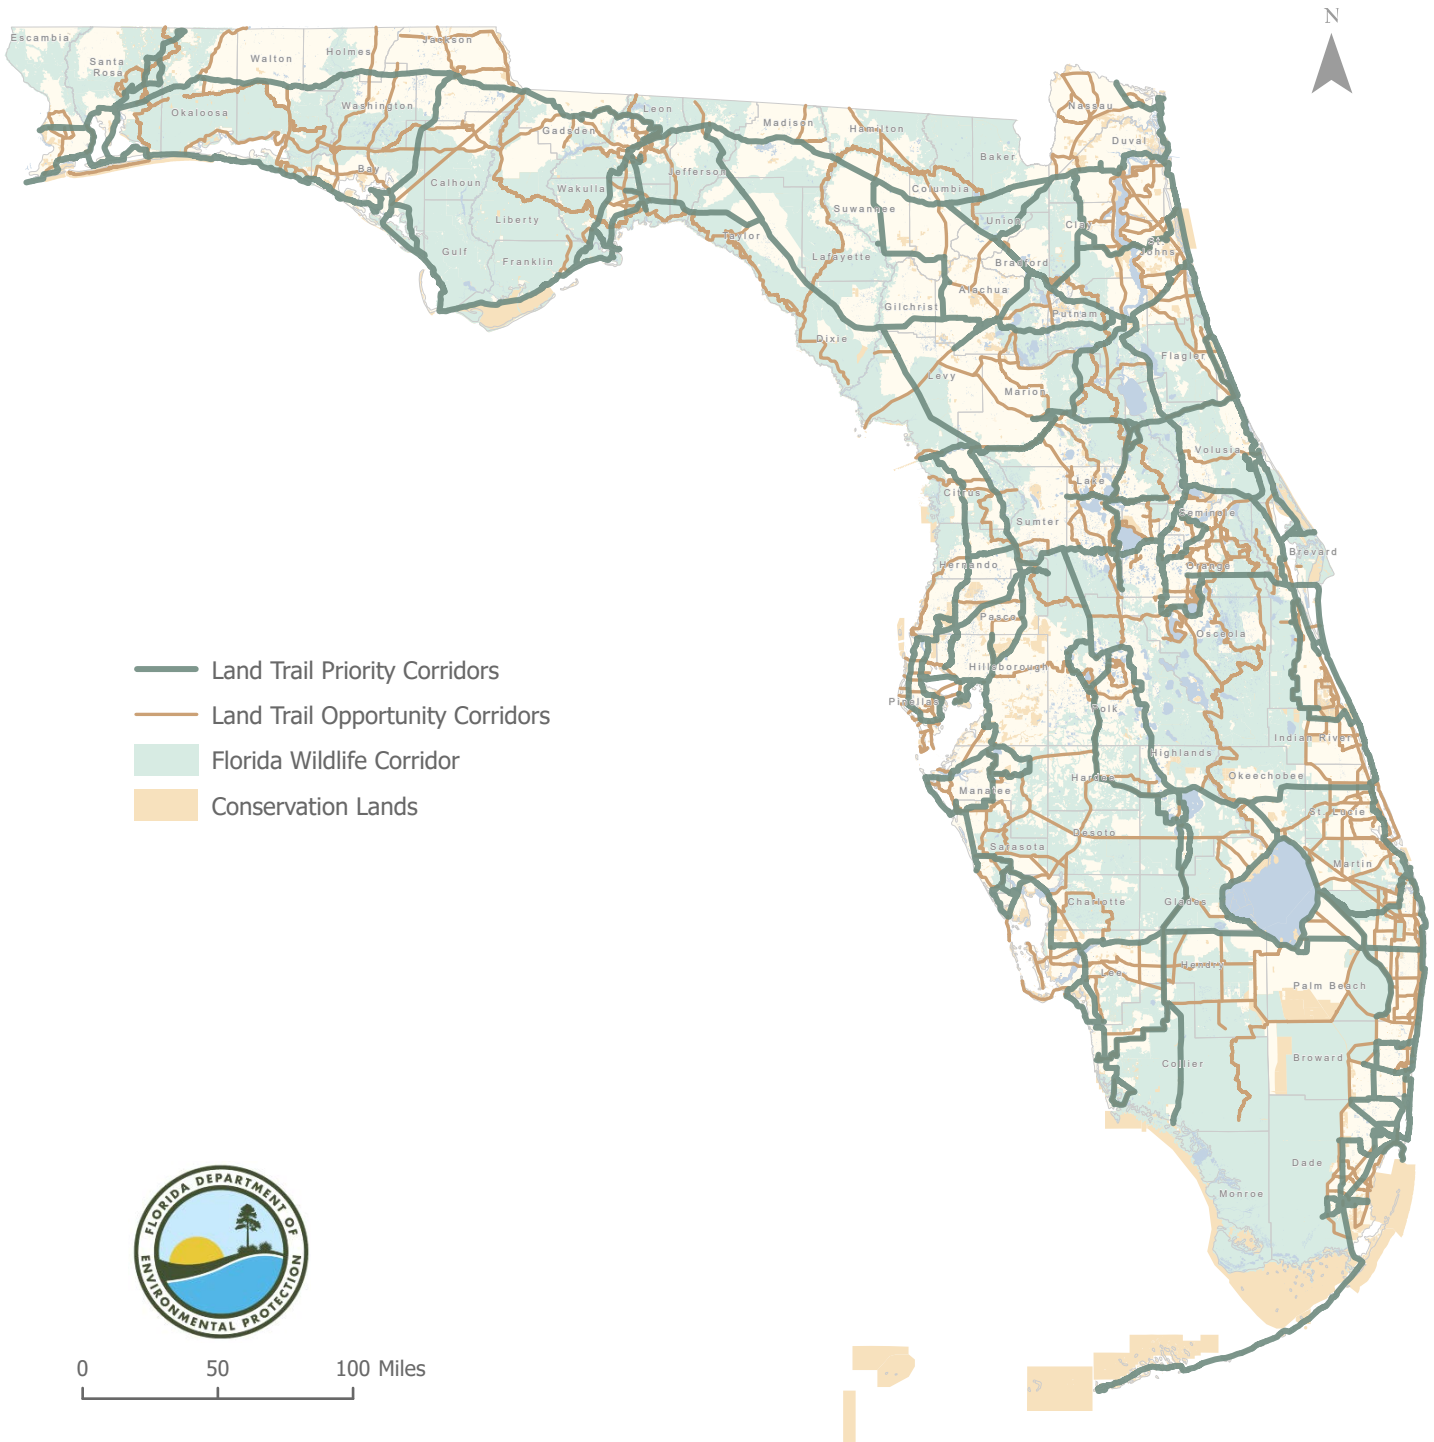 N
Escambia
Santa
Rosa
Okaloosa
Walton
Holmes
Jackson
Washington
Bay
Calhoun
Gulf
Liberty
Franklin
Gadsden
Leon
Wakulla
Jefferson
Madison
Taylor
Hamilton
Suwannee
Lafayette
Dixie
Columbia
Gilchrist
Levy
Baker
Union
Bradford
Alachua
Marion
Nassau
Duval
Clay
St.
Johns
Putnam
Flagler
Volusia
Citrus
Sumter
Lake
Seminole
Orange
Brevard
Hernando
Pasco
Hillsborough
Pinellas
Polk
Osceola
Indian River
Highlands
Okeechobee
Hardee
Manatee
Desoto
St. Lucie
Sarasota
Martin
Charlotte
Glades
Lee
Hendry
Palm Beach
Collier
Broward
Dade
Monroe
Land Trail Priority Corridors
Land Trail Opportunity Corridors
Florida Wildlife Corridor
Conservation Lands
FLORIDA DEPARTMENT OF
ENVIRONMENTAL PROTECTION
0 50 100 Miles